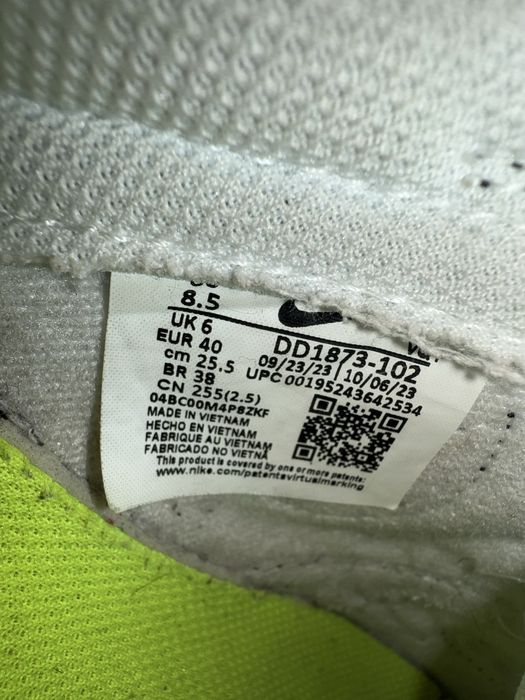 8.5
UK 6
EUR 40
cm 25.5
BR 38
CN 255(2.5)
DD1873-102
09/23/23 10/06/23
UPC 00195243642534
04BC00M4P8ZKF
MADE IN VIETNAM
HECHO EN VIETNAM
FABRIQUE AU VIETNAM
FABRICADO NO VIETNÃ
This product is covered by one or more patents:
www.nike.com/patentsvirtualmarking